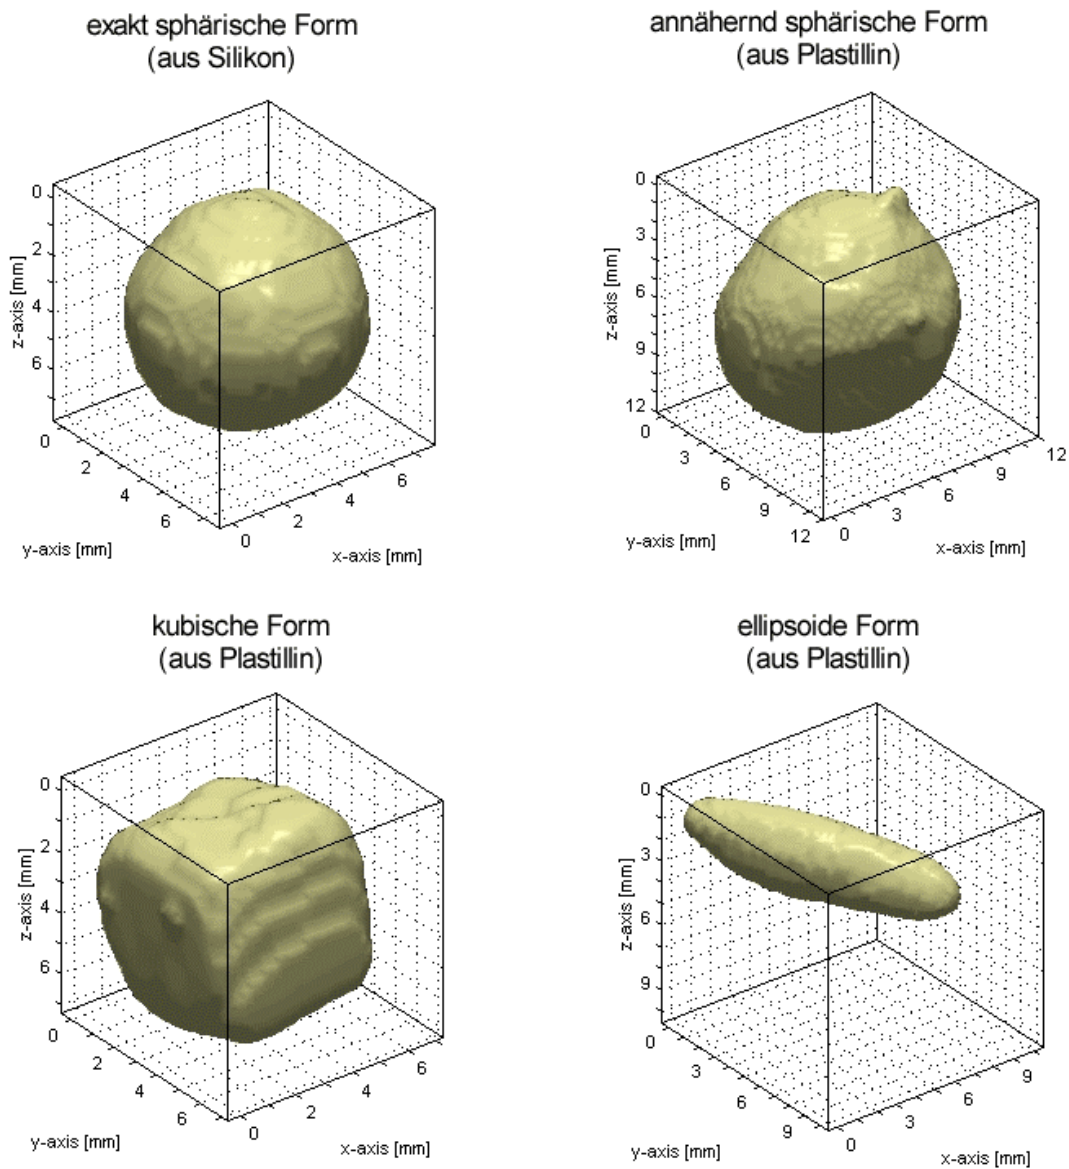 exakt sphärische Form
(aus Silikon)
0
2
4
6
z-axis [mm]
0
2
4
6
y-axis [mm]
0
2
4
6
x-axis [mm]
annähernd sphärische Form
(aus Plastillin)
0
3
6
9
12
z-axis [mm]
0
3
6
9
12
y-axis [mm]
0
3
6
9
12
x-axis [mm]
kubische Form
(aus Plastillin)
0
2
4
6
z-axis [mm]
0
2
4
6
y-axis [mm]
0
2
4
6
x-axis [mm]
ellipsoide Form
(aus Plastillin)
0
3
6
9
z-axis [mm]
0
3
6
9
y-axis [mm]
0
3
6
9
x-axis [mm]